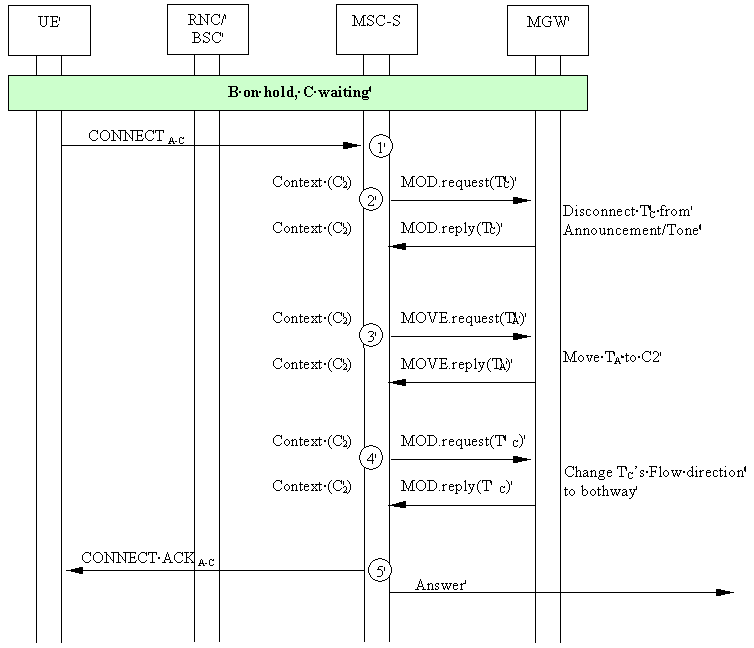 UE
RNC/
BSC
MSC-S
MGW
B on hold, C waiting
CONNECT A-C
1
Context (C2)
MOD.request(TC)
2
Disconnect TC from
Announcement/Tone
Context (C2)
MOD.reply(TC)
Context (C2)
MOVE.request(TA)
3
Move TA to C2
Context (C2)
MOVE.reply(TA)
Context (C2)
MOD.request(T C)
4
Change TC's Flow direction
to bothway
Context (C2)
MOD.reply(T C)
CONNECT ACK A-C
5
Answer